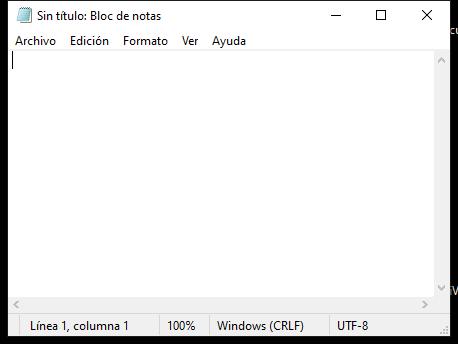 Sin título: Bloc de notas
Archivo Edición Formato Ver Ayuda
Línea 1, columna 1 100% Windows (CRLF) UTF-8